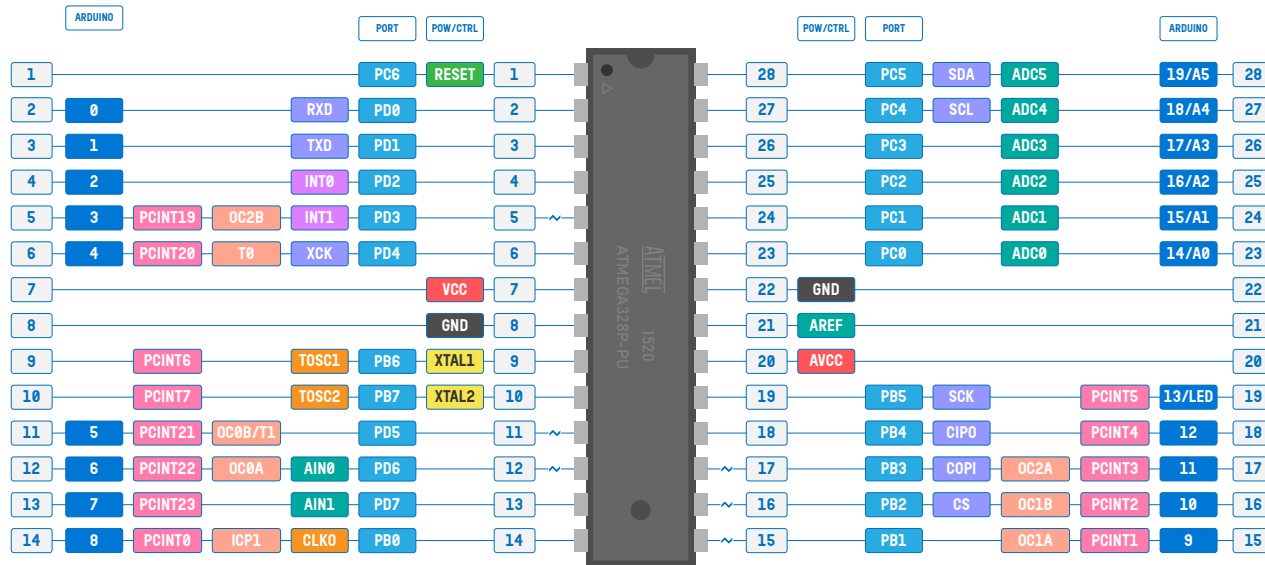 ARDUINO PORT POW/CTRL POW/CTRL PORT ARDUINO
1 PC6 RESET 1 28 PC5 SDA ADC5 19/A5 28
2 0 RXD PD0 2 27 PC4 SCL ADC4 18/A4 27
3 1 TXD PD1 3 26 PC3 ADC3 17/A3 26
4 2 INT0 PD2 4 25 PC2 ADC2 16/A2 25
5 3 PCINT19 OC2B INT1 PD3 5 ~ 24 PC1 ADC1 15/A1 24
6 4 PCINT20 T0 XCK PD4 6 23 PC0 ADC0 14/A0 23
7 VCC 7 22 GND 22
8 GND 8 21 AREF 21
9 PCINT6 TOSC1 PB6 XTAL1 9 20 AVCC 20
10 PCINT7 TOSC2 PB7 XTAL2 10 19 PB5 SCK PCINT5 13/LED 19
11 5 PCINT21 OC0B/T1 PD5 11 ~ 18 PB4 CIPO PCINT4 12 18
12 6 PCINT22 OC0A AIN0 PD6 12 ~ ~ 17 PB3 COPI OC2A PCINT3 11 17
13 7 PCINT23 AIN1 PD7 13 ~ 16 PB2 CS OC1B PCINT2 10 16
14 8 PCINT0 ICP1 CLKO PB0 14 ~ 15 PB1 OC1A PCINT1 9 15
ATMEL 1520
ATMEGA328P-PU